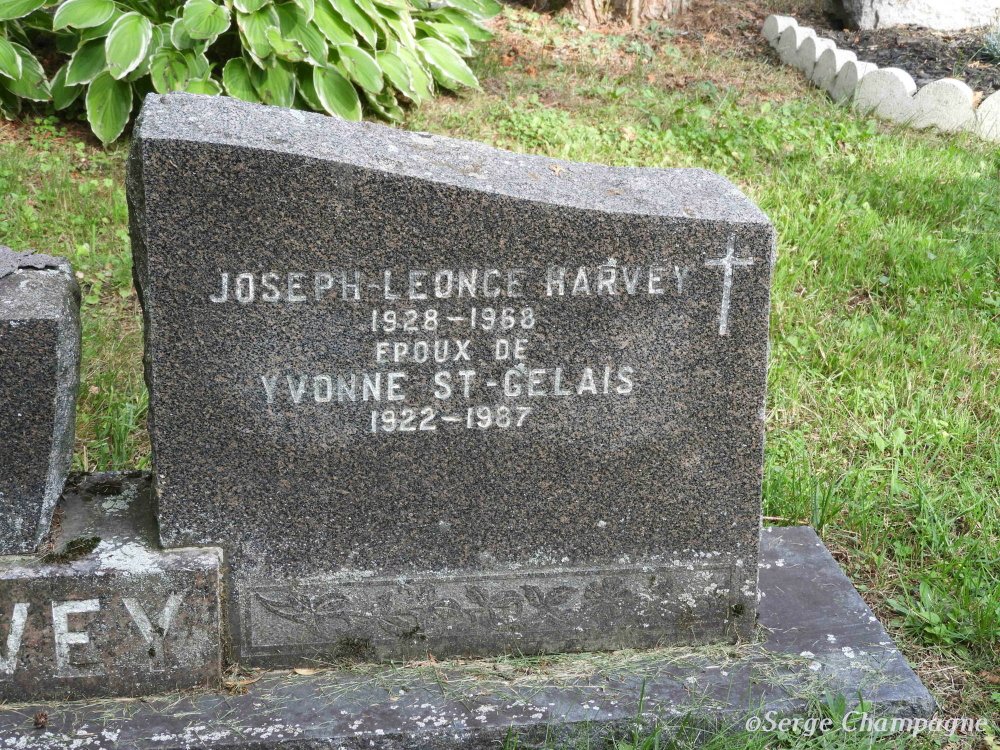 JOSEPH-LEONCE HARVEY
1928-1968
EPOUX DE
YVONNE ST-GELAIS
1922-1987
VEY
©Serge Champagne